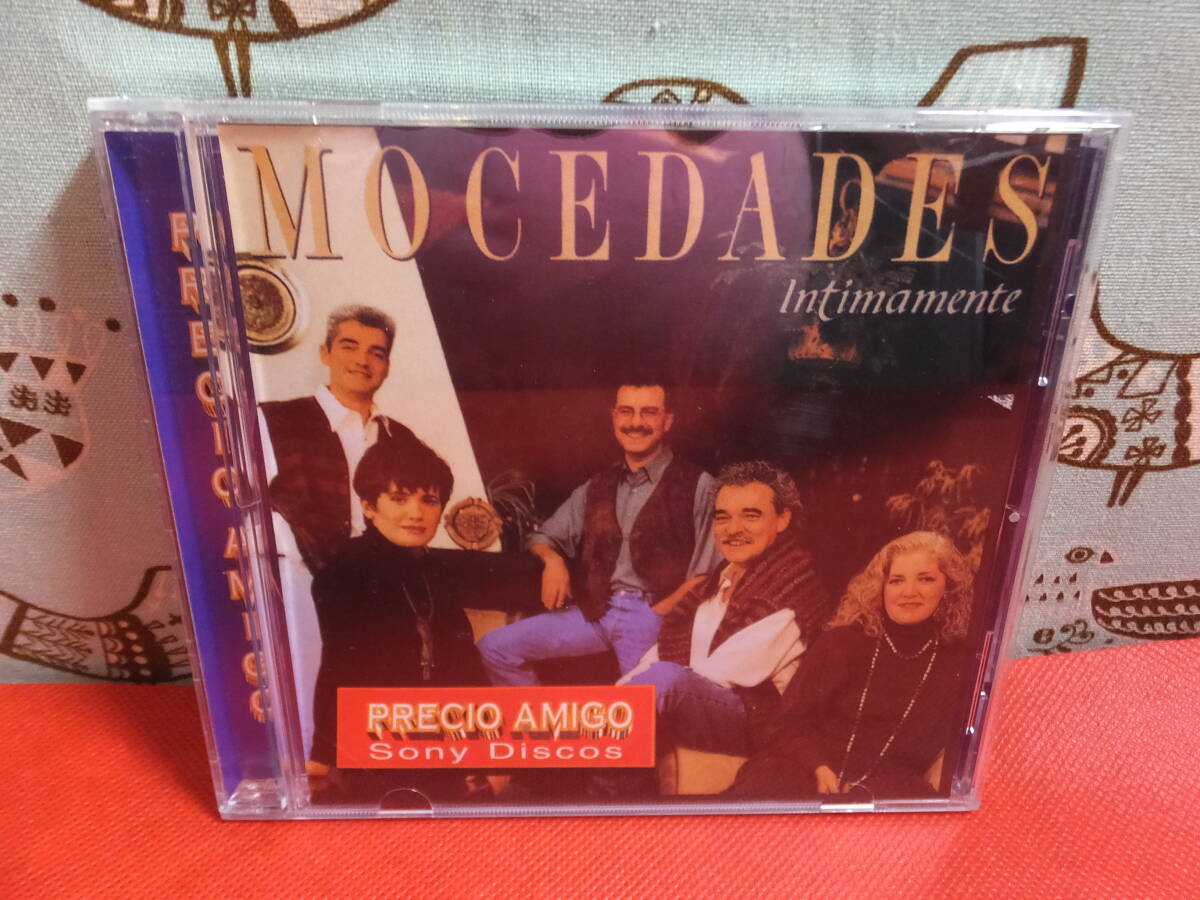 MOCEDADES
Intimamente
PRECIO AMIGO
PRECIO AMIGO
Sony Discos